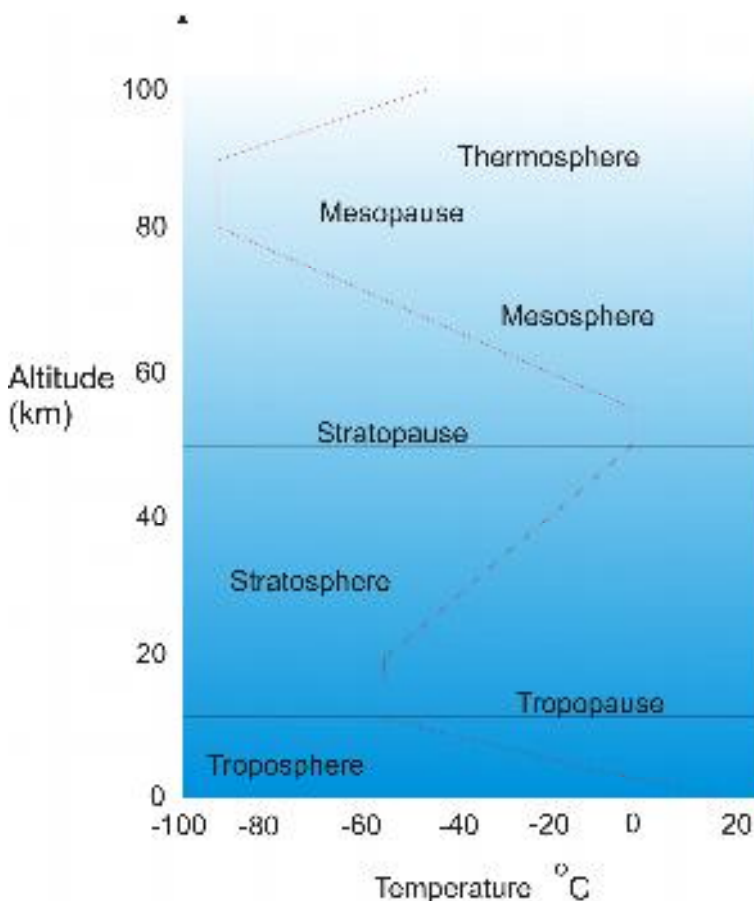 100
Thermosphere
Mesopause
80
Mesosphere
Altitude
(km)
60
Stratopause
40
Stratosphere
20
Tropopause
Troposphere
0
-100 -80 -60 -40 -20 0 20
Temperature °C